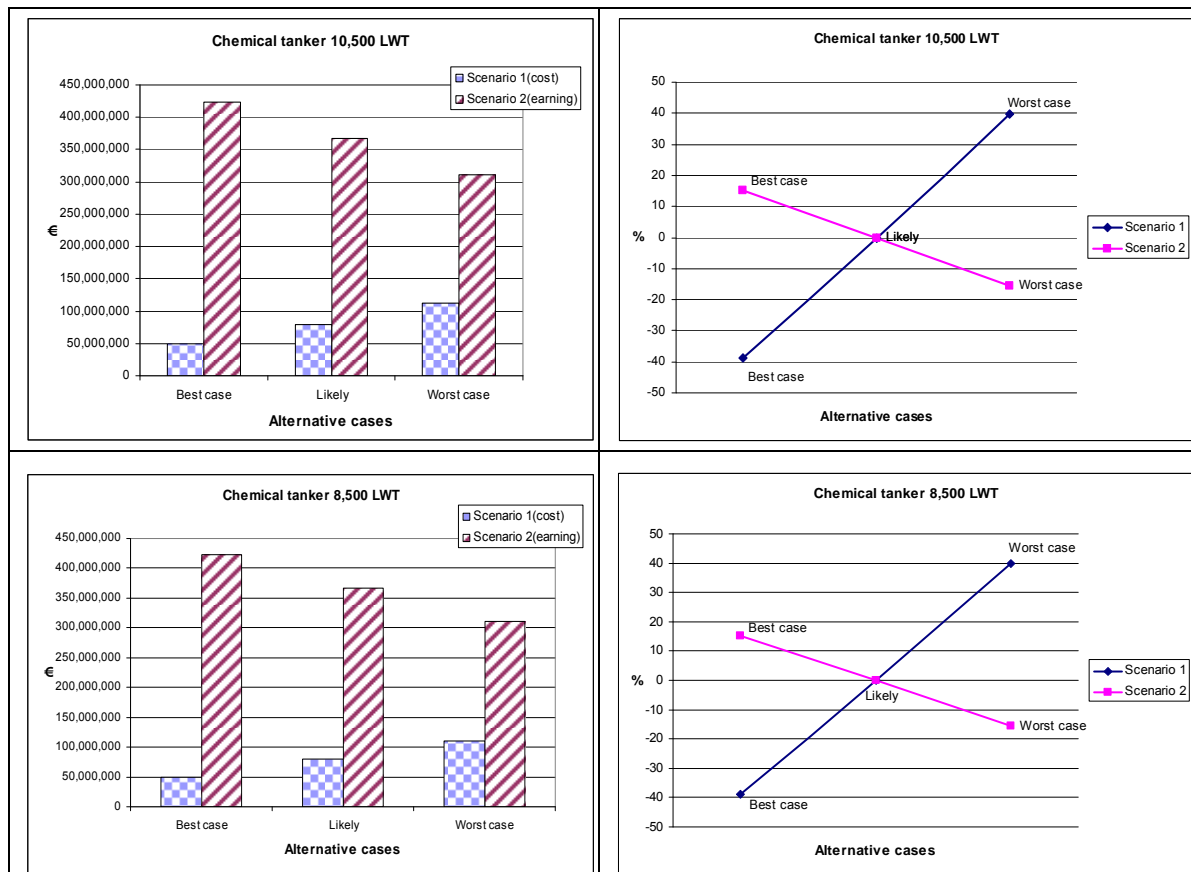 Chemical tanker 10,500 LWT
Scenario 1(cost)
Scenario 2(earning)
450,000,000
400,000,000
350,000,000
300,000,000
250,000,000
200,000,000
150,000,000
100,000,000
50,000,000
0
€
Best case Likely Worst case
Alternative cases
Chemical tanker 10,500 LWT
50
40
30
20
10
0
-10
-20
-30
-40
-50
%
Worst case
Best case
Likely
Worst case
Best case
Scenario 1
Scenario 2
Alternative cases
Chemical tanker 8,500 LWT
Scenario 1(cost)
Scenario 2(earning)
450,000,000
400,000,000
350,000,000
300,000,000
250,000,000
200,000,000
150,000,000
100,000,000
50,000,000
0
€
Best case Likely Worst case
Alternative cases
Chemical tanker 8,500 LWT
50
40
30
20
10
0
-10
-20
-30
-40
-50
%
Worst case
Best case
Likely
Worst case
Best case
Scenario 1
Scenario 2
Alternative cases